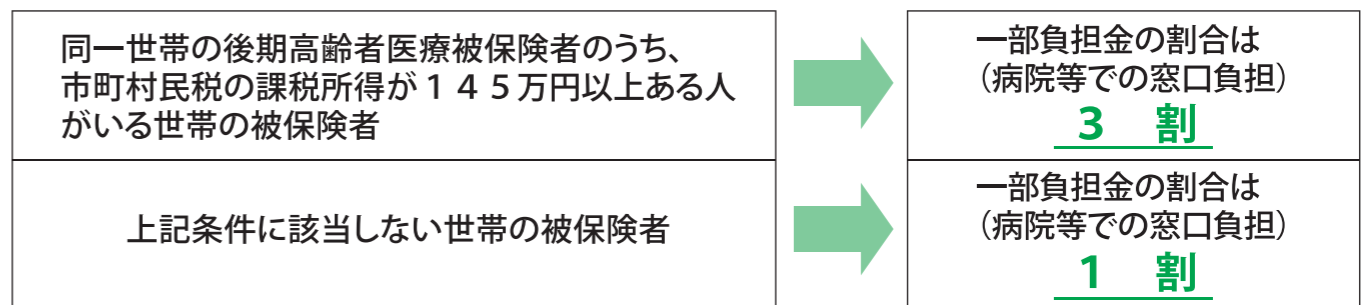 同一世帯の後期高齢者医療被保険者のうち、
市町村民税の課税所得が１４５万円以上ある人
がいる世帯の被保険者
一部負担金の割合は
（病院等での窓口負担）
３　割
上記条件に該当しない世帯の被保険者
一部負担金の割合は
（病院等での窓口負担）
１　割